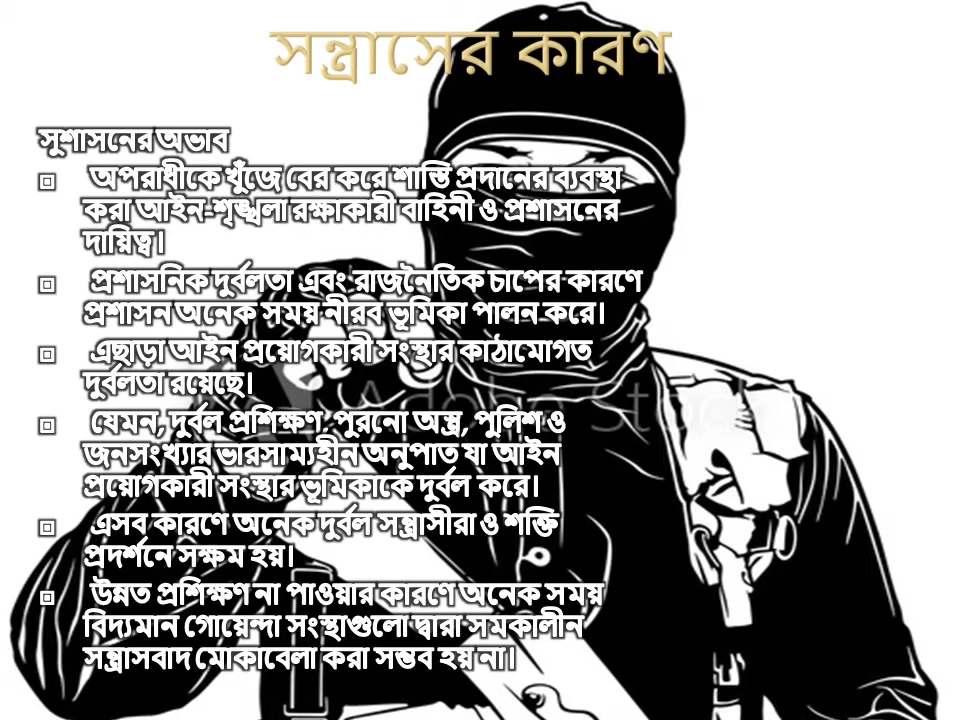 সন্ত্রাসের কারণ
সুশাসনের অভাব
অপরাধীকে খুঁজে বের করে শাস্তি প্রদানের ব্যবস্থা
করা আইন-শৃঙ্খলা রক্ষাকারী বাহিনী ও প্রশাসনের
দায়িত্ব।
প্রশাসনিক দুর্বলতা এবং রাজনৈতিক চাপের কারণে
প্রশাসন অনেক সময় নীরব ভূমিকা পালন করে।
এছাড়া আইন প্রয়োগকারী সংস্থার কাঠামোগত
দুর্বলতা রয়েছে।
যেমন, দুর্বল প্রশিক্ষণ, পুরনো অস্ত্র, পুলিশ ও
জনসংখ্যার ভারসাম্যহীন অনুপাত যা আইন
প্রয়োগকারী সংস্থার ভূমিকাকে দুর্বল করে।
এসব কারণে অনেক দুর্বল সন্ত্রাসীরা ও শক্তি
প্রদর্শনে সক্ষম হয়।
উন্নত প্রশিক্ষণ না পাওয়ার কারণে অনেক সময়
বিদ্যমান গোয়েন্দা সংস্থাগুলো দ্বারা সমকালীন
সন্ত্রাসবাদ মোকাবেলা করা সম্ভব হয় না।
Adobe Stock